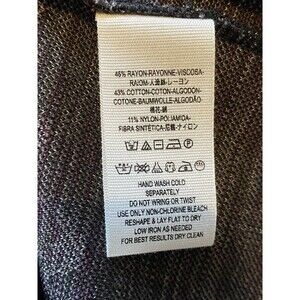 46% RAYON-RAYONNE-VISCOSA-
RAYOM-人造絲-レーヨン
43% COTTON-COTON-ALGODON-
COTONE-BAUMWOLLE-ALGODÃO
棉花-綿
11% NYLON-POLIAMIDA-
FIBRA SINTÉTICA-尼龍-ナイロン
HAND WASH COLD
SEPARATELY
DO NOT WRING OR TWIST
USE ONLY NON-CHLORINE BLEACH
RESHAPE & LAY FLAT TO DRY
LOW IRON AS NEEDED
FOR BEST RESULTS DRY CLEAN